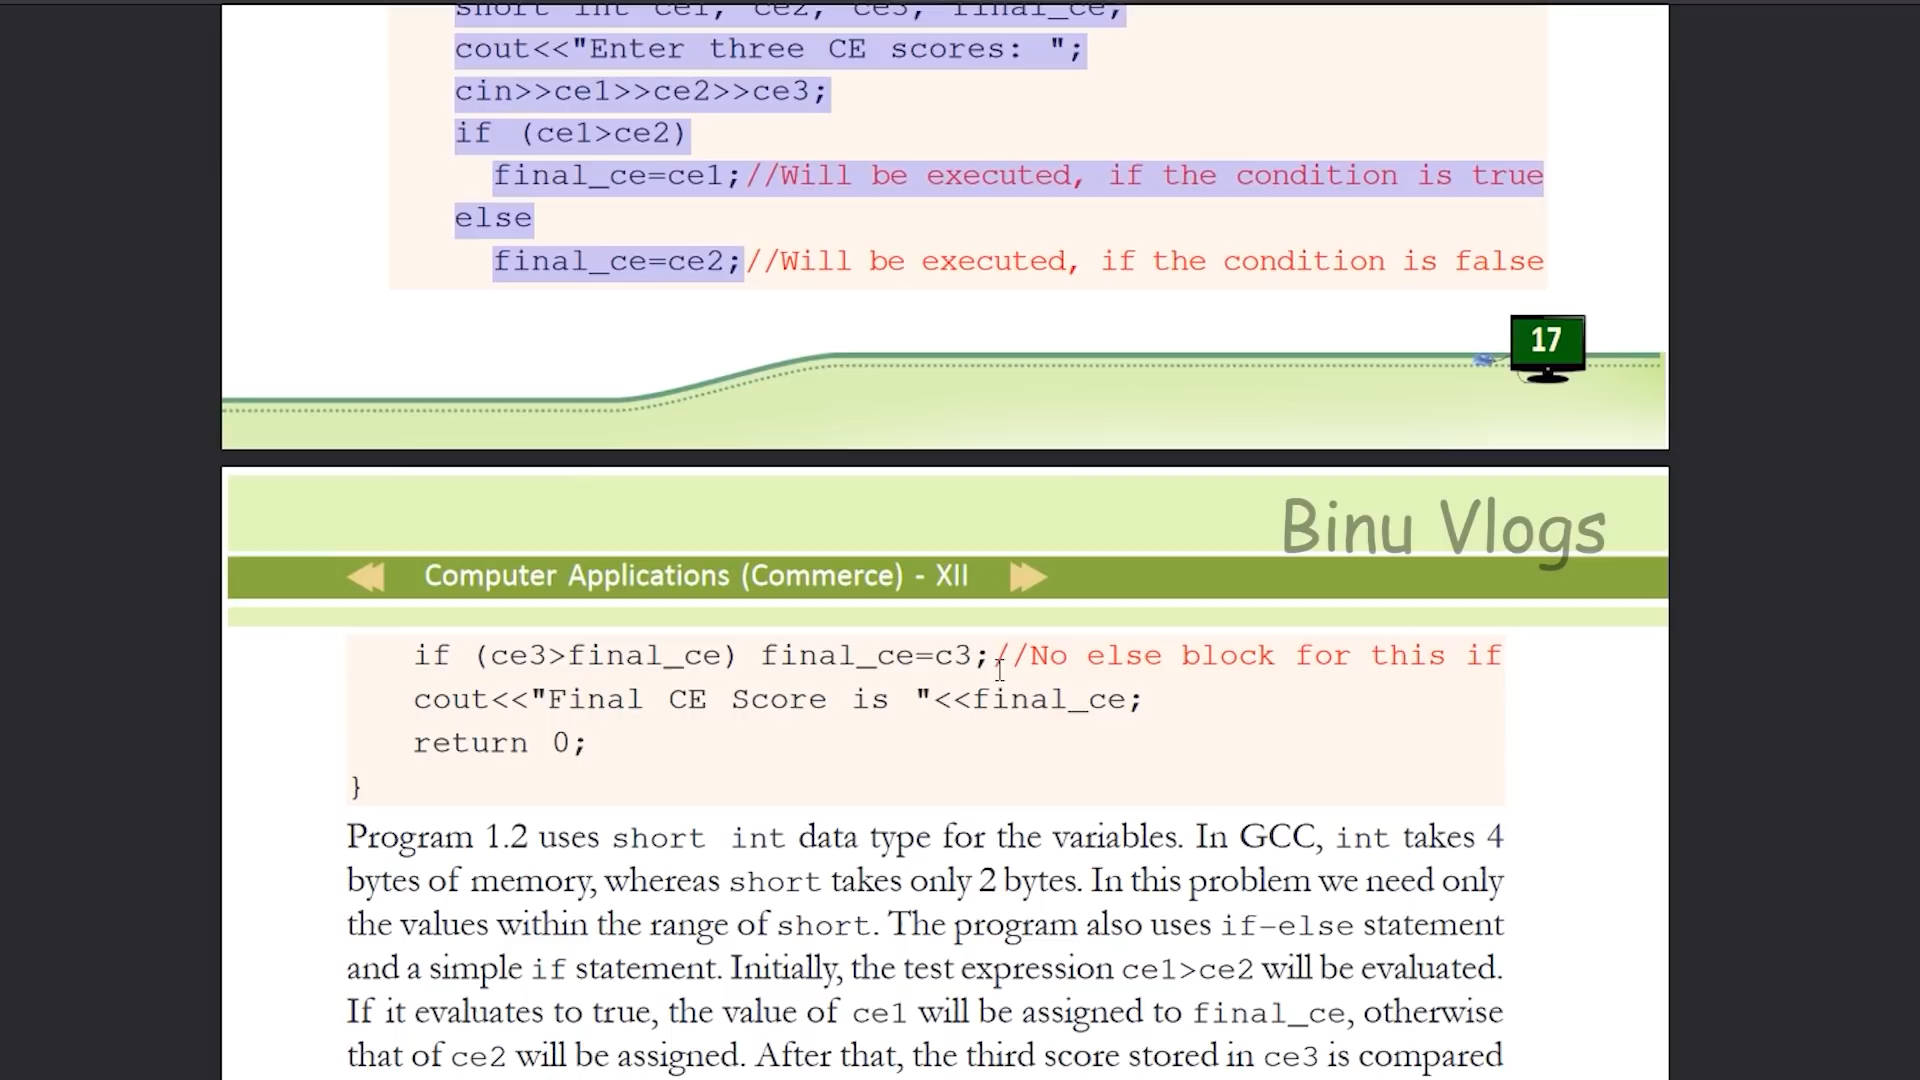 short int ce1, ce2, ce3, final_ce;
cout<<"Enter three CE scores: ";
cin>>ce1>>ce2>>ce3;
if (ce1>ce2)
final_ce=ce1;//Will be executed, if the condition is true
else
final_ce=ce2;//Will be executed, if the condition is false
17
Binu Vlogs
Computer Applications (Commerce) - XII
if (ce3>final_ce) final_ce=c3;//No else block for this if
cout<<"Final CE Score is "<<final_ce;
return 0;
}
Program 1.2 uses short int data type for the variables. In GCC, int takes 4
bytes of memory, whereas short takes only 2 bytes. In this problem we need only
the values within the range of short. The program also uses if-else statement
and a simple if statement. Initially, the test expression ce1>ce2 will be evaluated.
If it evaluates to true, the value of ce1 will be assigned to final_ce, otherwise
that of ce2 will be assigned. After that, the third score stored in ce3 is compared